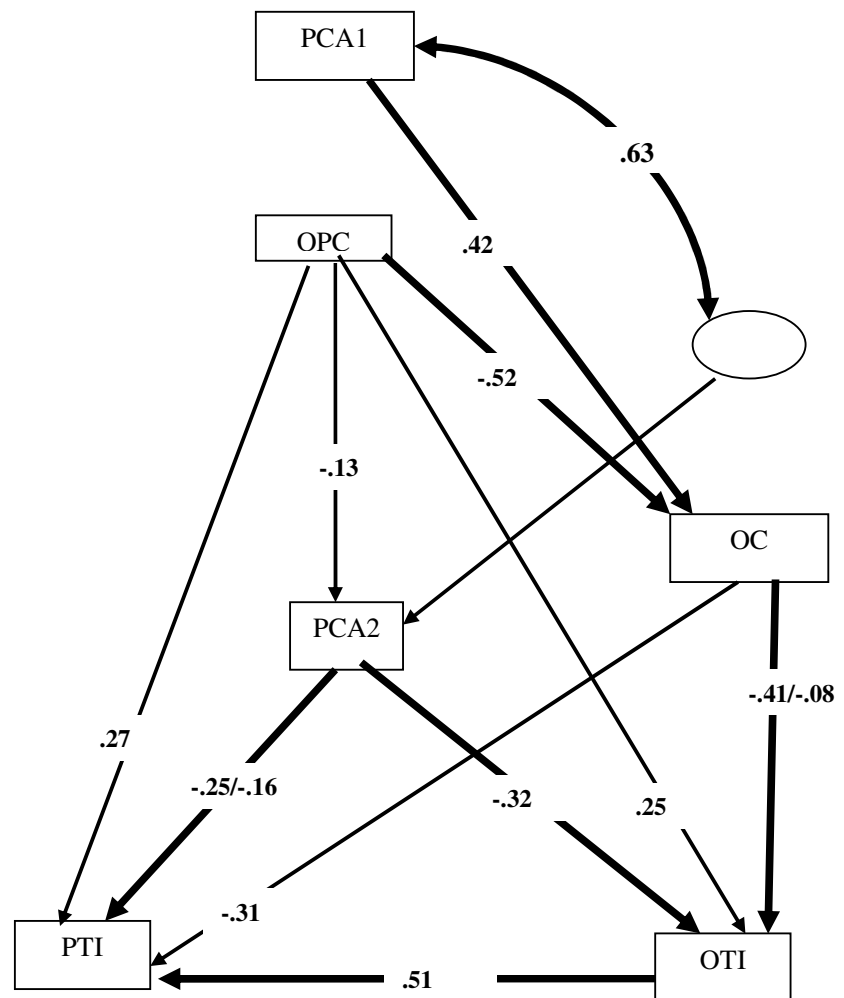 PCA1
.63
OPC
.42
-.52
-.13
OC
PCA2
-.41/-.08
.27
-.25/-.16
-.32
.25
-.31
PTI
OTI
.51